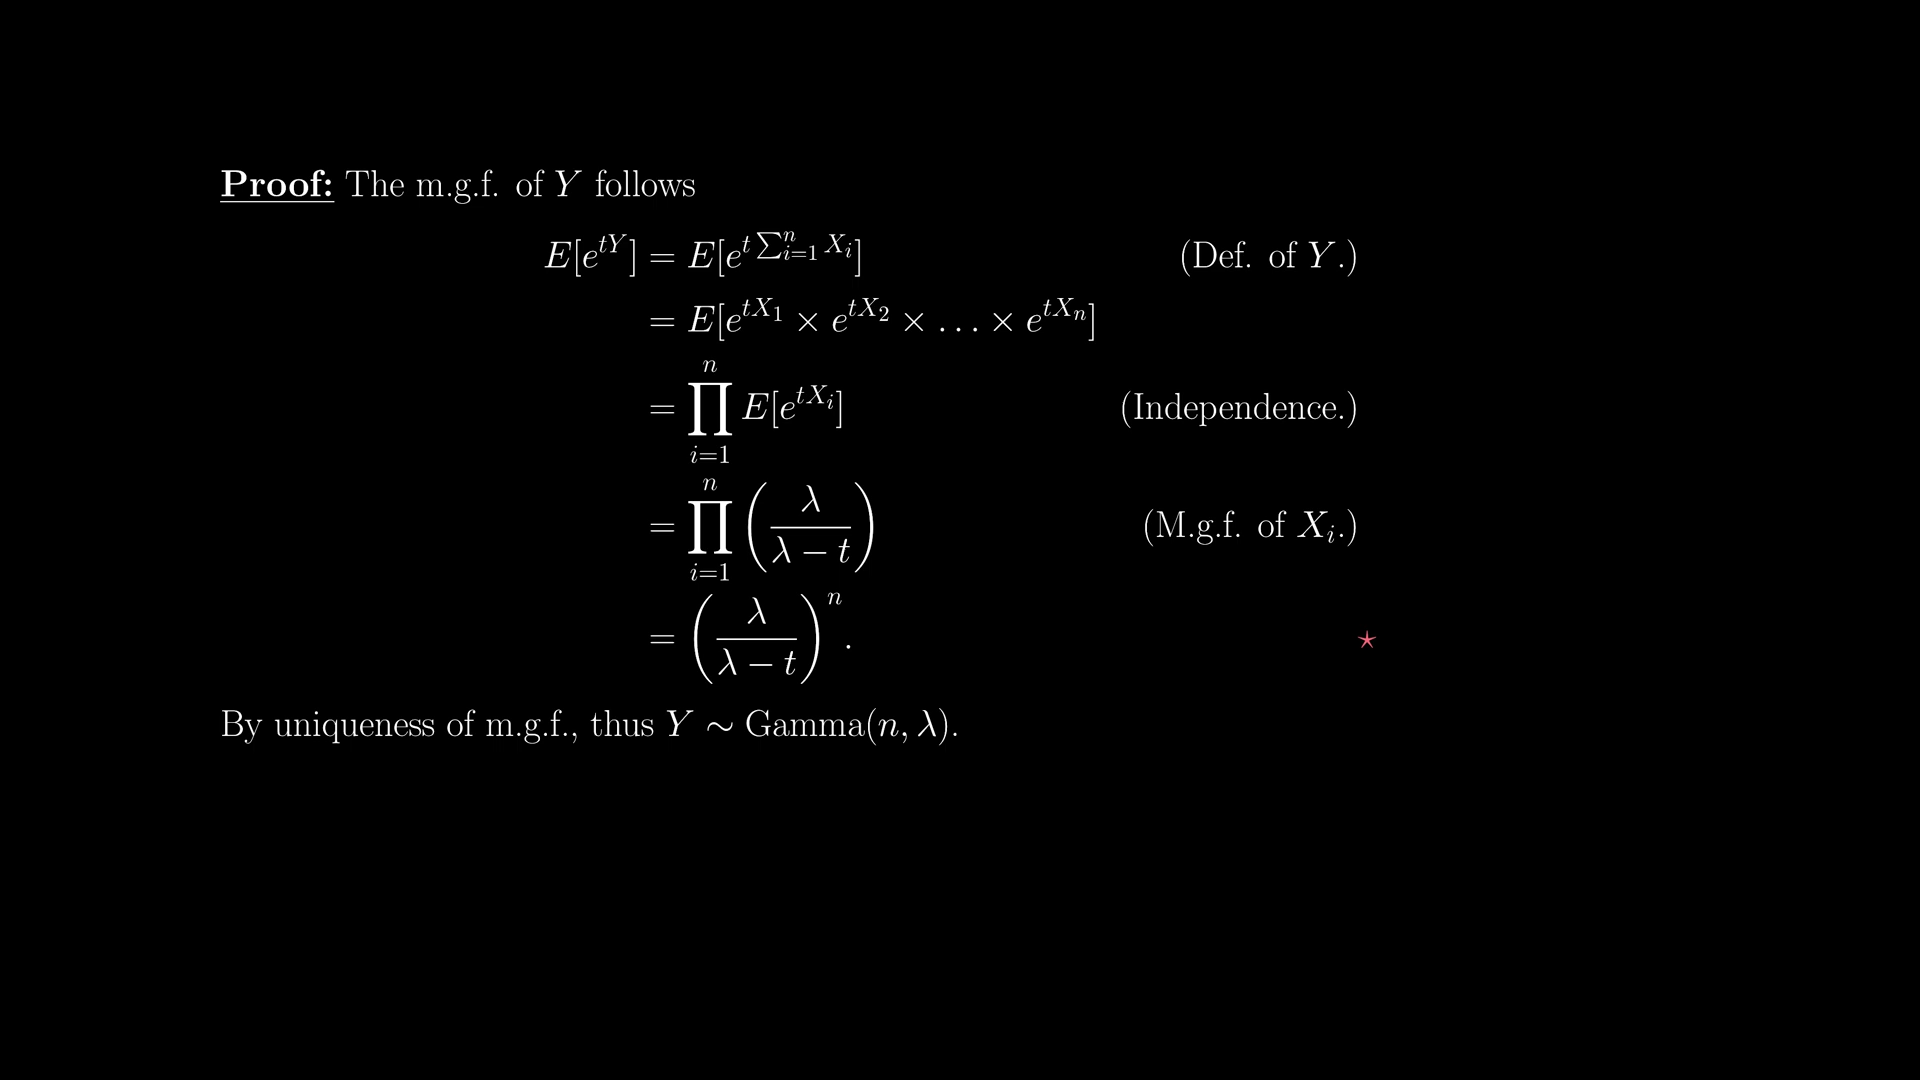 Proof: The m.g.f. of Y follows
E[e^{tY}] = E[e^{t∑_{i=1}^{n} X_i}] (Def. of Y.)
= E[e^{tX_1} × e^{tX_2} × … × e^{tX_n}]
= ∏_{i=1}^{n} E[e^{tX_i}] (Independence.)
= ∏_{i=1}^{n} (λ/(λ − t)) (M.g.f. of X_i.)
= (λ/(λ − t))^n. ⋆
By uniqueness of m.g.f., thus Y ∼ Gamma(n, λ).